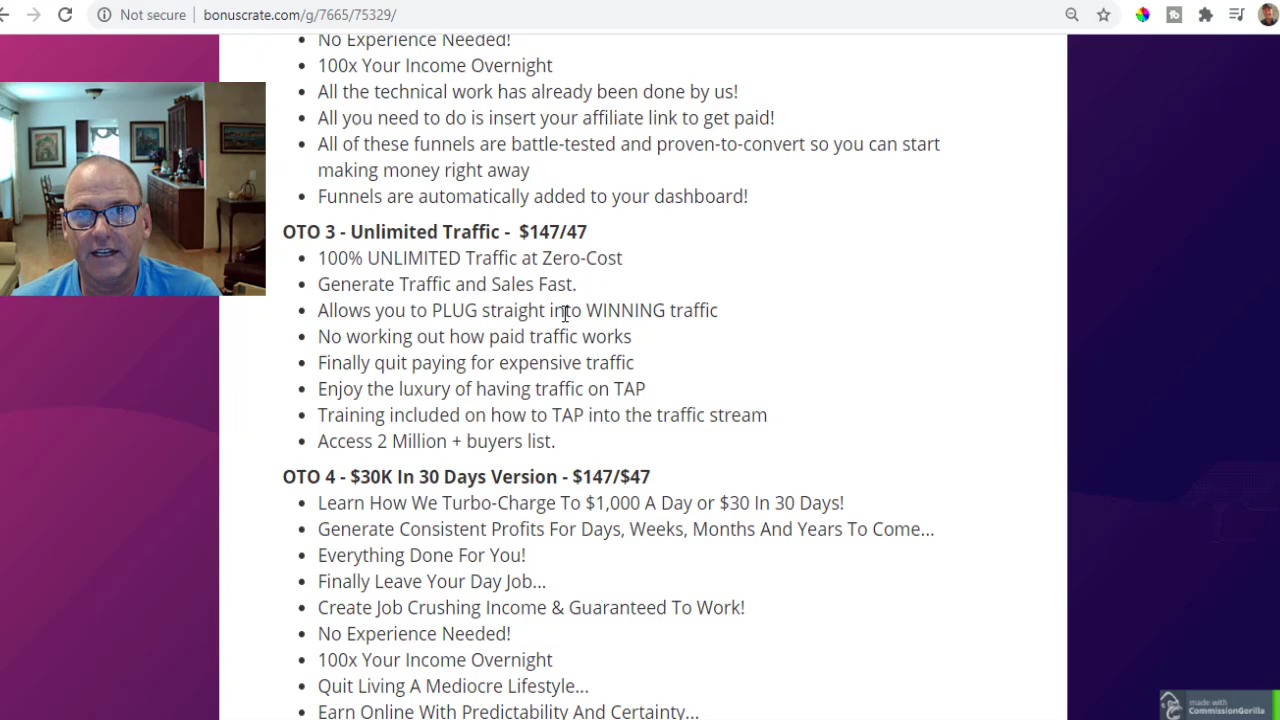 Not secure | bonuscrate.com/g/7665/75329/
No Experience Needed!
100x Your Income Overnight
All the technical work has already been done by us!
All you need to do is insert your affiliate link to get paid!
All of these funnels are battle-tested and proven-to-convert so you can start
making money right away
Funnels are automatically added to your dashboard!
OTO 3 - Unlimited Traffic - $147/47
100% UNLIMITED Traffic at Zero-Cost
Generate Traffic and Sales Fast.
Allows you to PLUG straight into WINNING traffic
No working out how paid traffic works
Finally quit paying for expensive traffic
Enjoy the luxury of having traffic on TAP
Training included on how to TAP into the traffic stream
Access 2 Million + buyers list.
OTO 4 - $30K In 30 Days Version - $147/$47
Learn How We Turbo-Charge To $1,000 A Day or $30 In 30 Days!
Generate Consistent Profits For Days, Weeks, Months And Years To Come...
Everything Done For You!
Finally Leave Your Day Job...
Create Job Crushing Income & Guaranteed To Work!
No Experience Needed!
100x Your Income Overnight
Quit Living A Mediocre Lifestyle...
Earn Online With Predictability And Certainty...
made with
CommissionGorilla